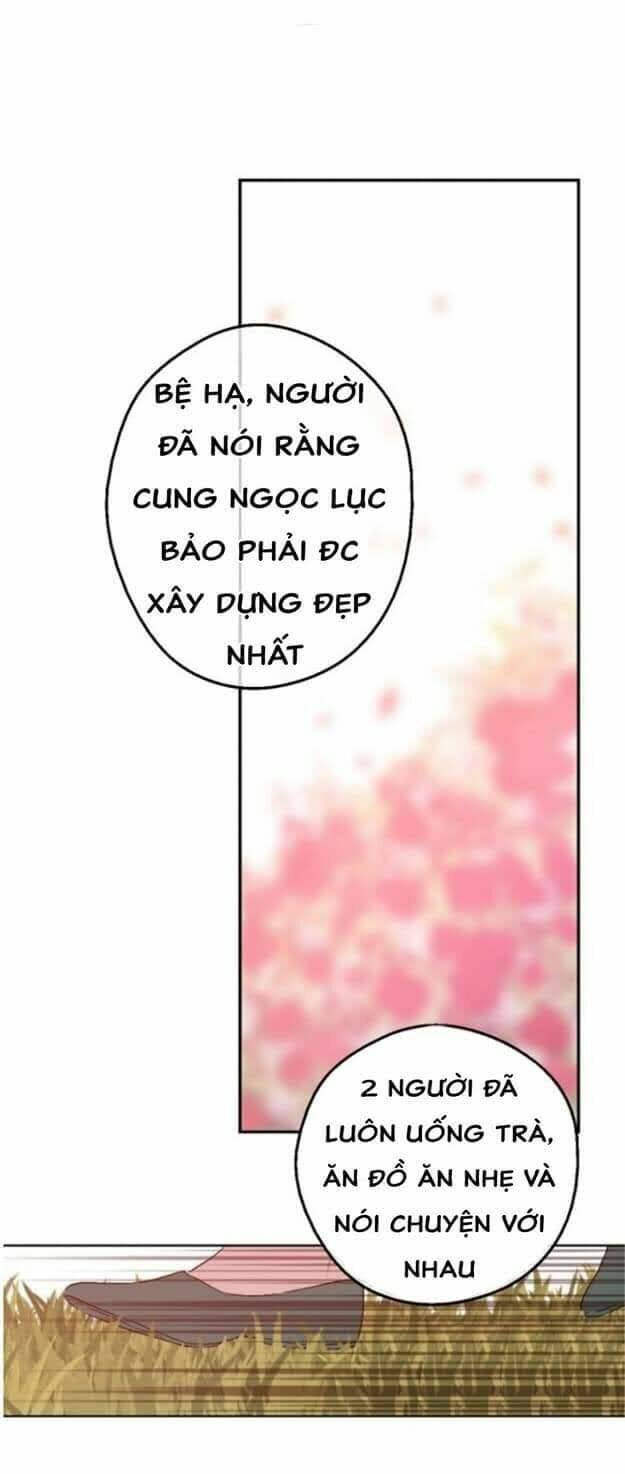 BỆ HẠ, NGƯỜI
ĐÃ NÓI RẰNG
CUNG NGỌC LỤC
BẢO PHẢI ĐC
XÂY DỰNG ĐẸP
NHẤT
2 NGƯỜI ĐÃ
LUÔN UỐNG TRÀ,
ĂN ĐỒ ĂN NHẸ VÀ
NÓI CHUYỆN VỚI
NHAU